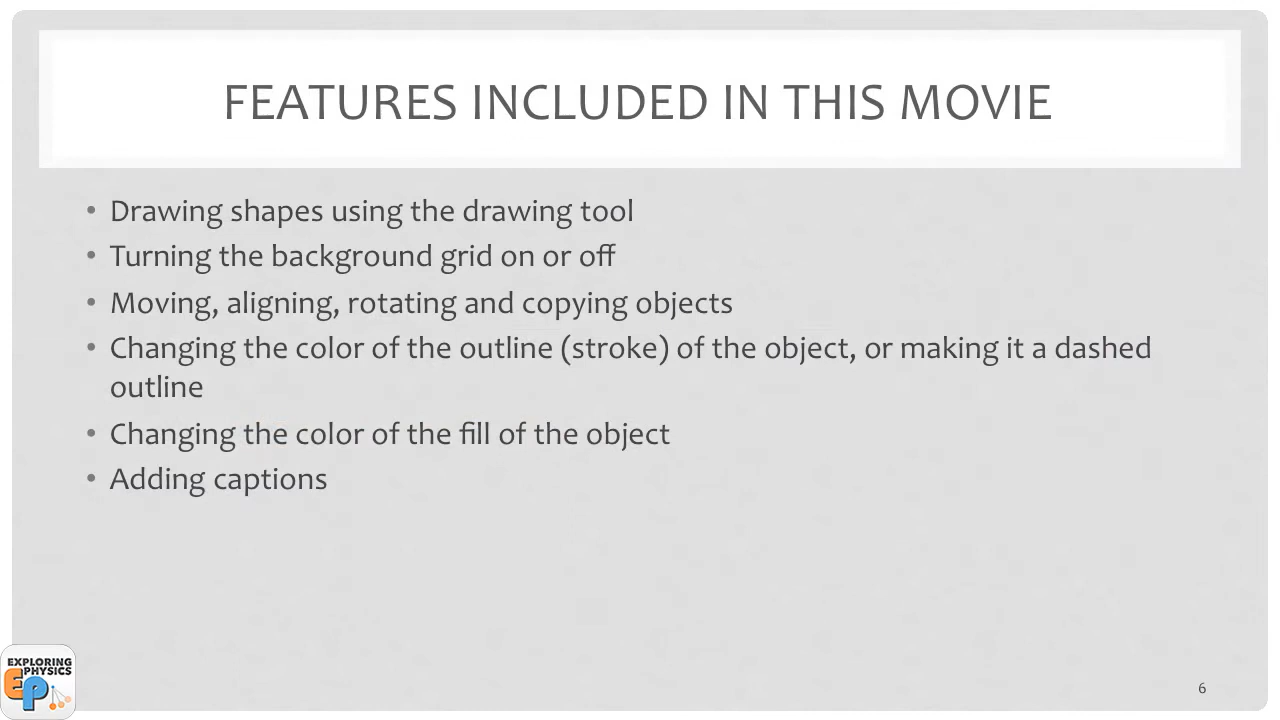 FEATURES INCLUDED IN THIS MOVIE
• Drawing shapes using the drawing tool
• Turning the background grid on or off
• Moving, aligning, rotating and copying objects
• Changing the color of the outline (stroke) of the object, or making it a dashed
outline
• Changing the color of the fill of the object
• Adding captions
EXPLORING
PHYSICS
EP
6